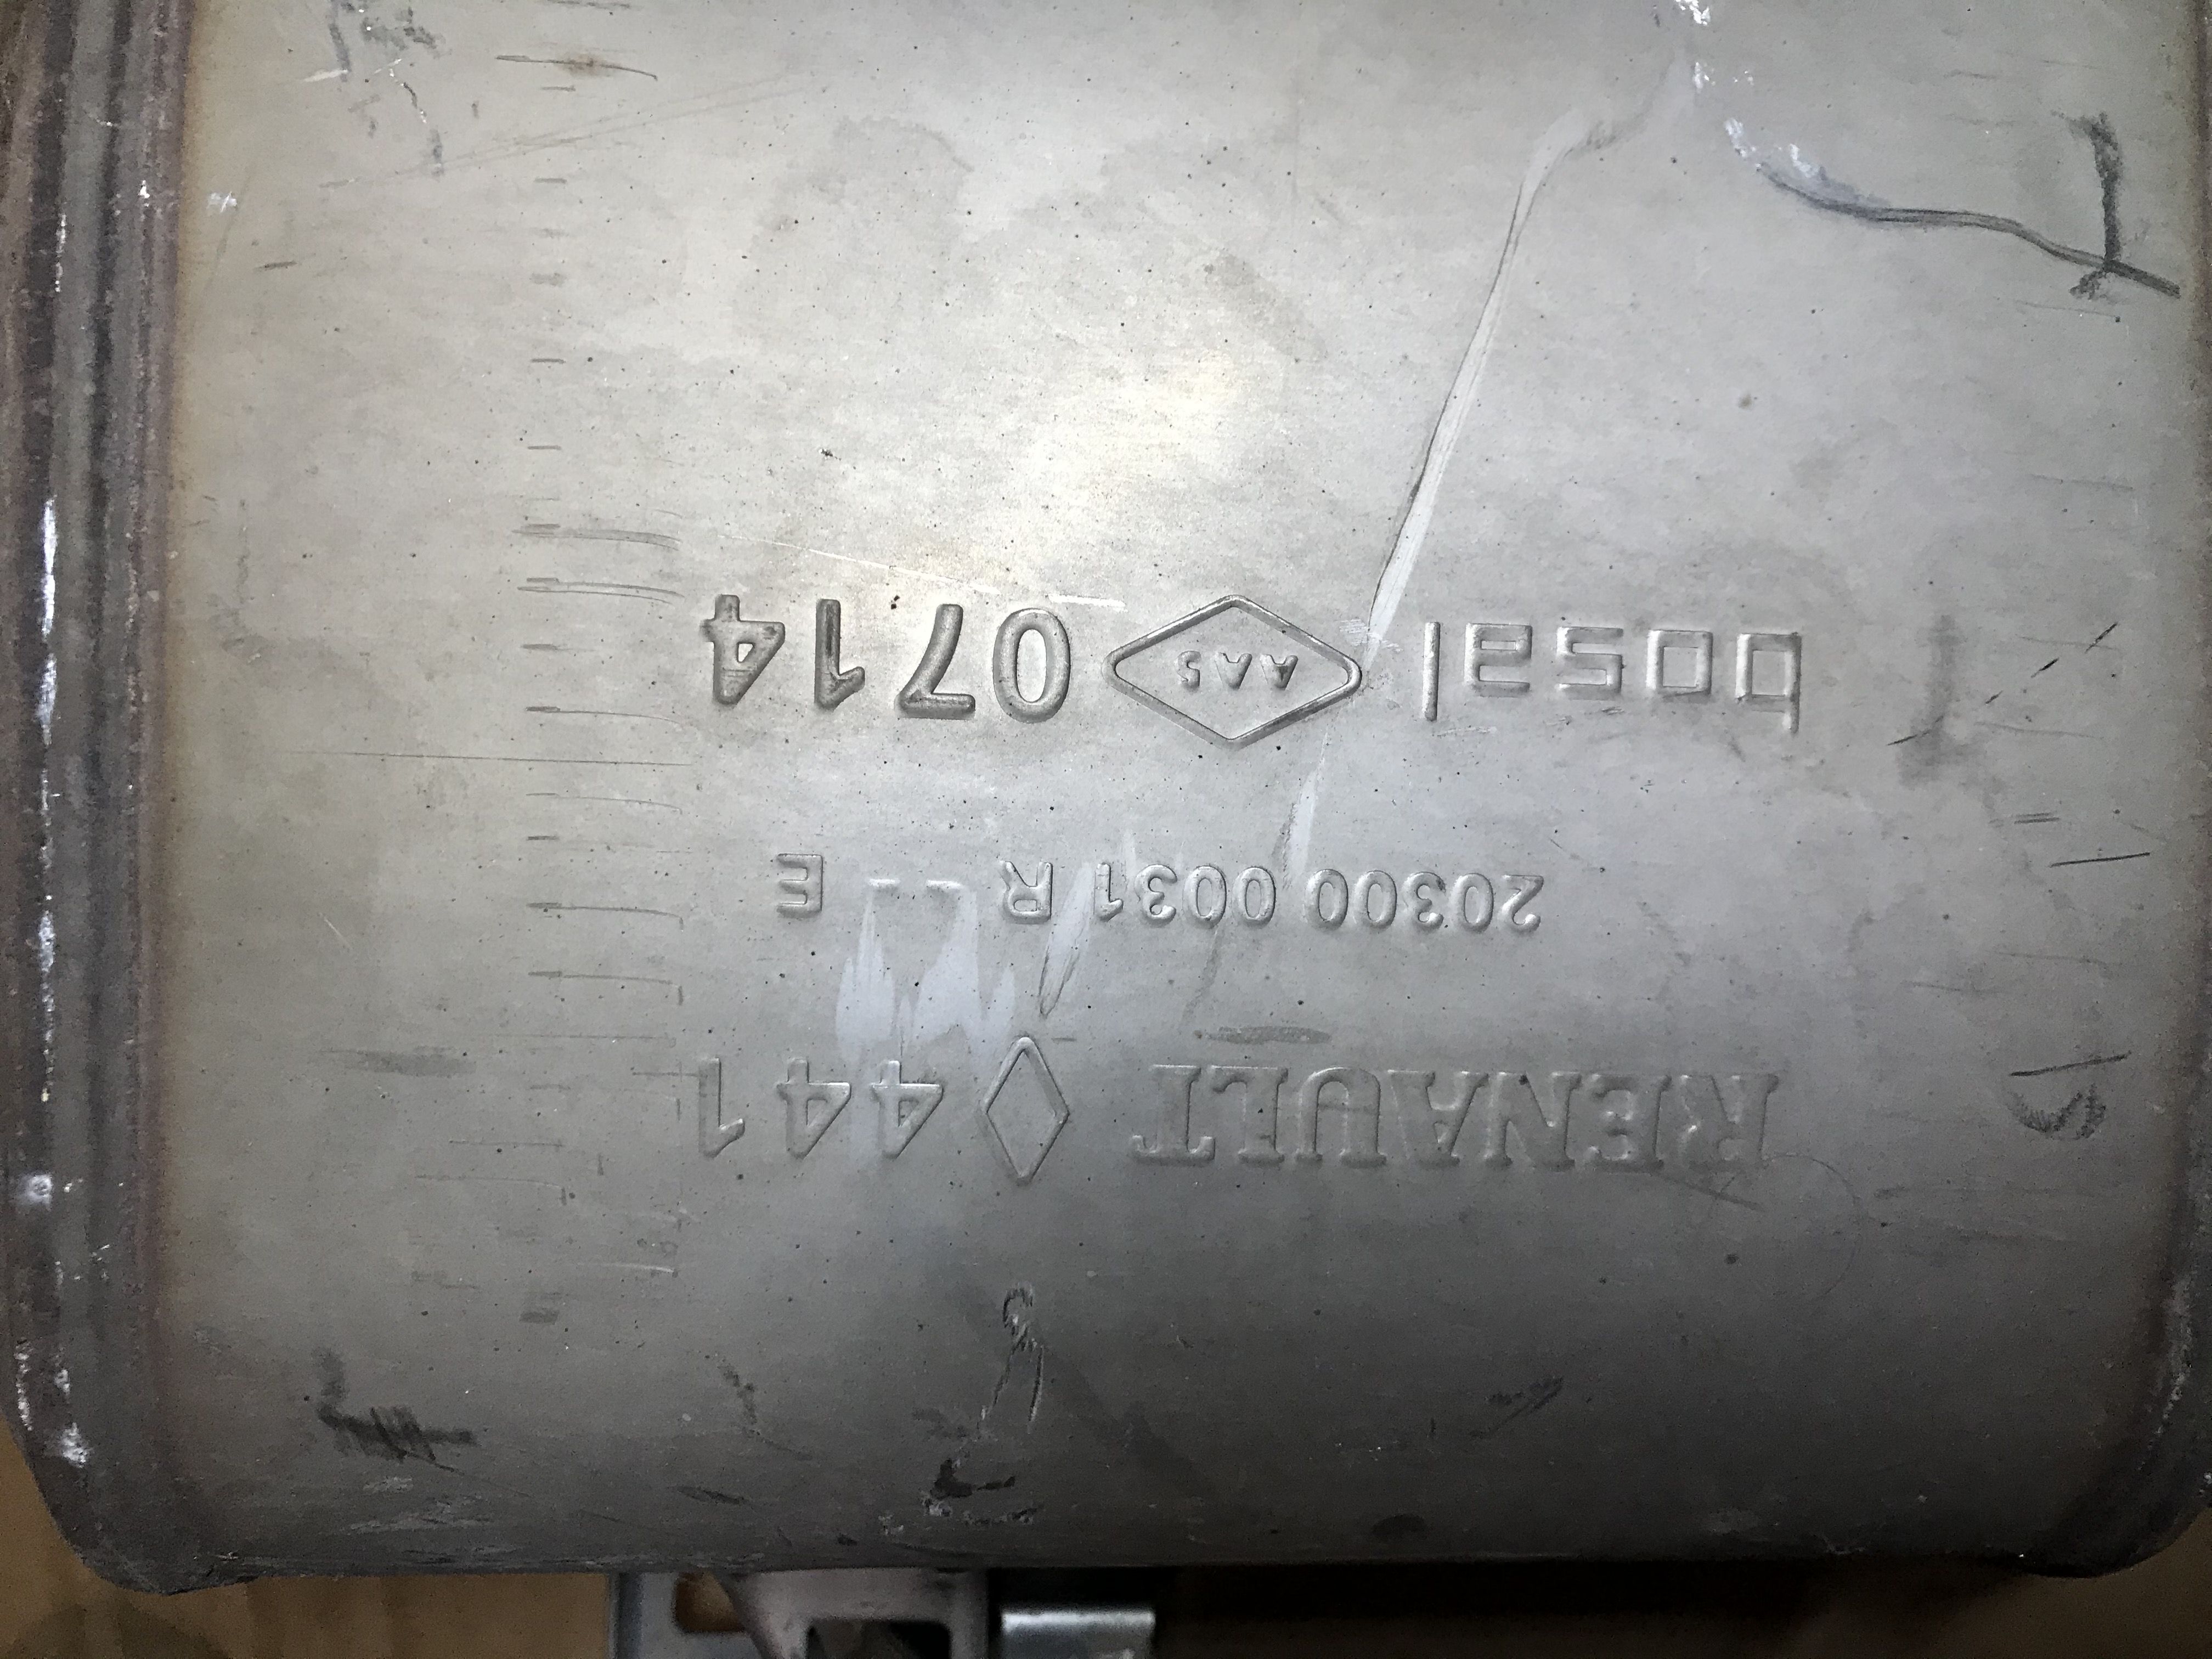 RENAULT 441
20300 0031 R E
bosal AAS 0714